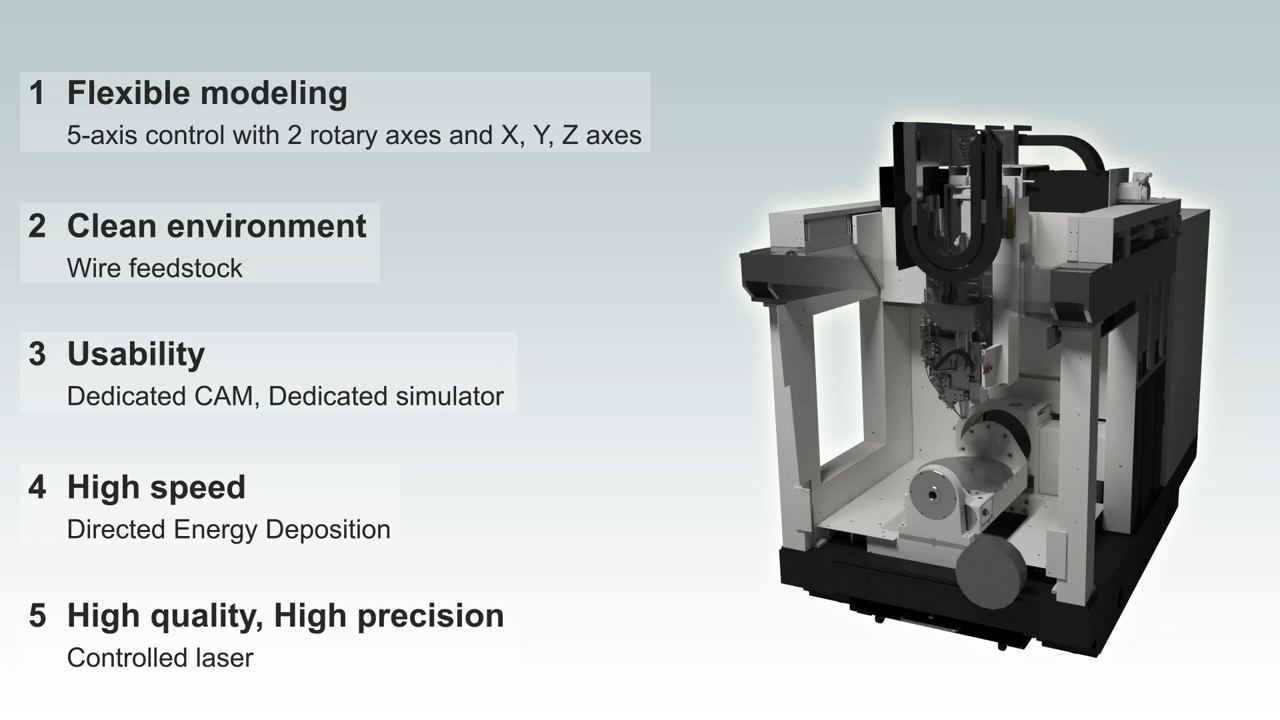 1 Flexible modeling
5-axis control with 2 rotary axes and X, Y, Z axes
2 Clean environment
Wire feedstock
3 Usability
Dedicated CAM, Dedicated simulator
4 High speed
Directed Energy Deposition
5 High quality, High precision
Controlled laser